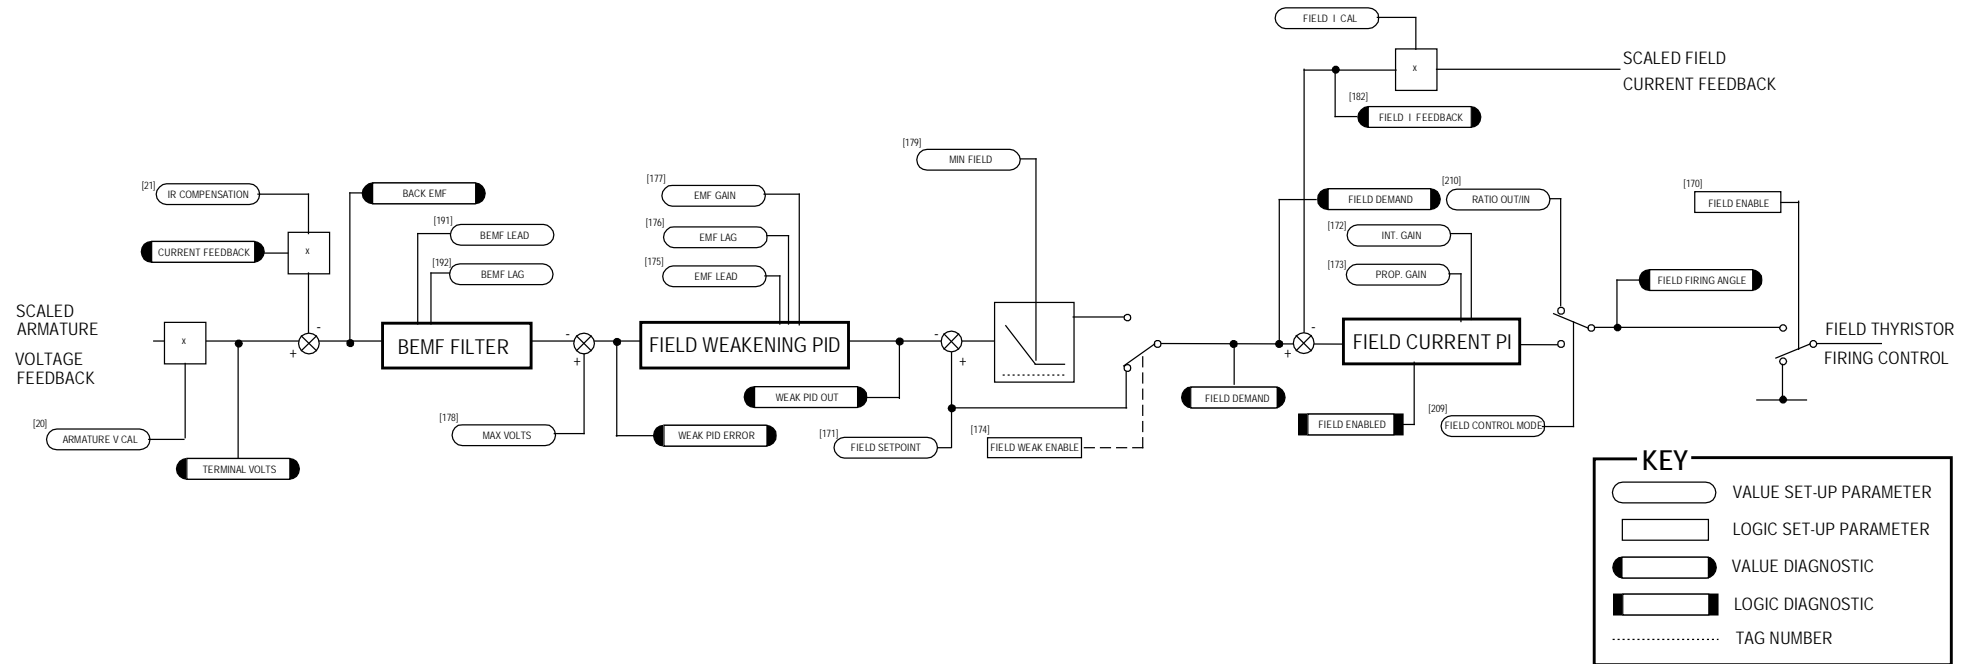 FIELD I CAL
x
SCALED FIELD
CURRENT FEEDBACK
[182]
FIELD I FEEDBACK
[179]
MIN FIELD
[21]
IR COMPENSATION
BACK EMF
[177]
EMF GAIN
[176]
EMF LAG
[175]
EMF LEAD
[191]
BEMF LEAD
[192]
BEMF LAG
CURRENT FEEDBACK
x
FIELD DEMAND
[210]
RATIO OUT/IN
[172]
INT. GAIN
[173]
PROP. GAIN
[170]
FIELD ENABLE
FIELD FIRING ANGLE
SCALED
ARMATURE
VOLTAGE
FEEDBACK
x
-
+
BEMF FILTER
-
+
FIELD WEAKENING PID
-
+
-
+
FIELD CURRENT PI
FIELD THYRISTOR
FIRING CONTROL
WEAK PID OUT
FIELD DEMAND
[20]
ARMATURE V CAL
TERMINAL VOLTS
[178]
MAX VOLTS
WEAK PID ERROR
[171]
FIELD SETPOINT
[174]
FIELD WEAK ENABLE
FIELD ENABLED
[209]
FIELD CONTROL MODE
KEY
VALUE SET-UP PARAMETER
LOGIC SET-UP PARAMETER
VALUE DIAGNOSTIC
LOGIC DIAGNOSTIC
TAG NUMBER